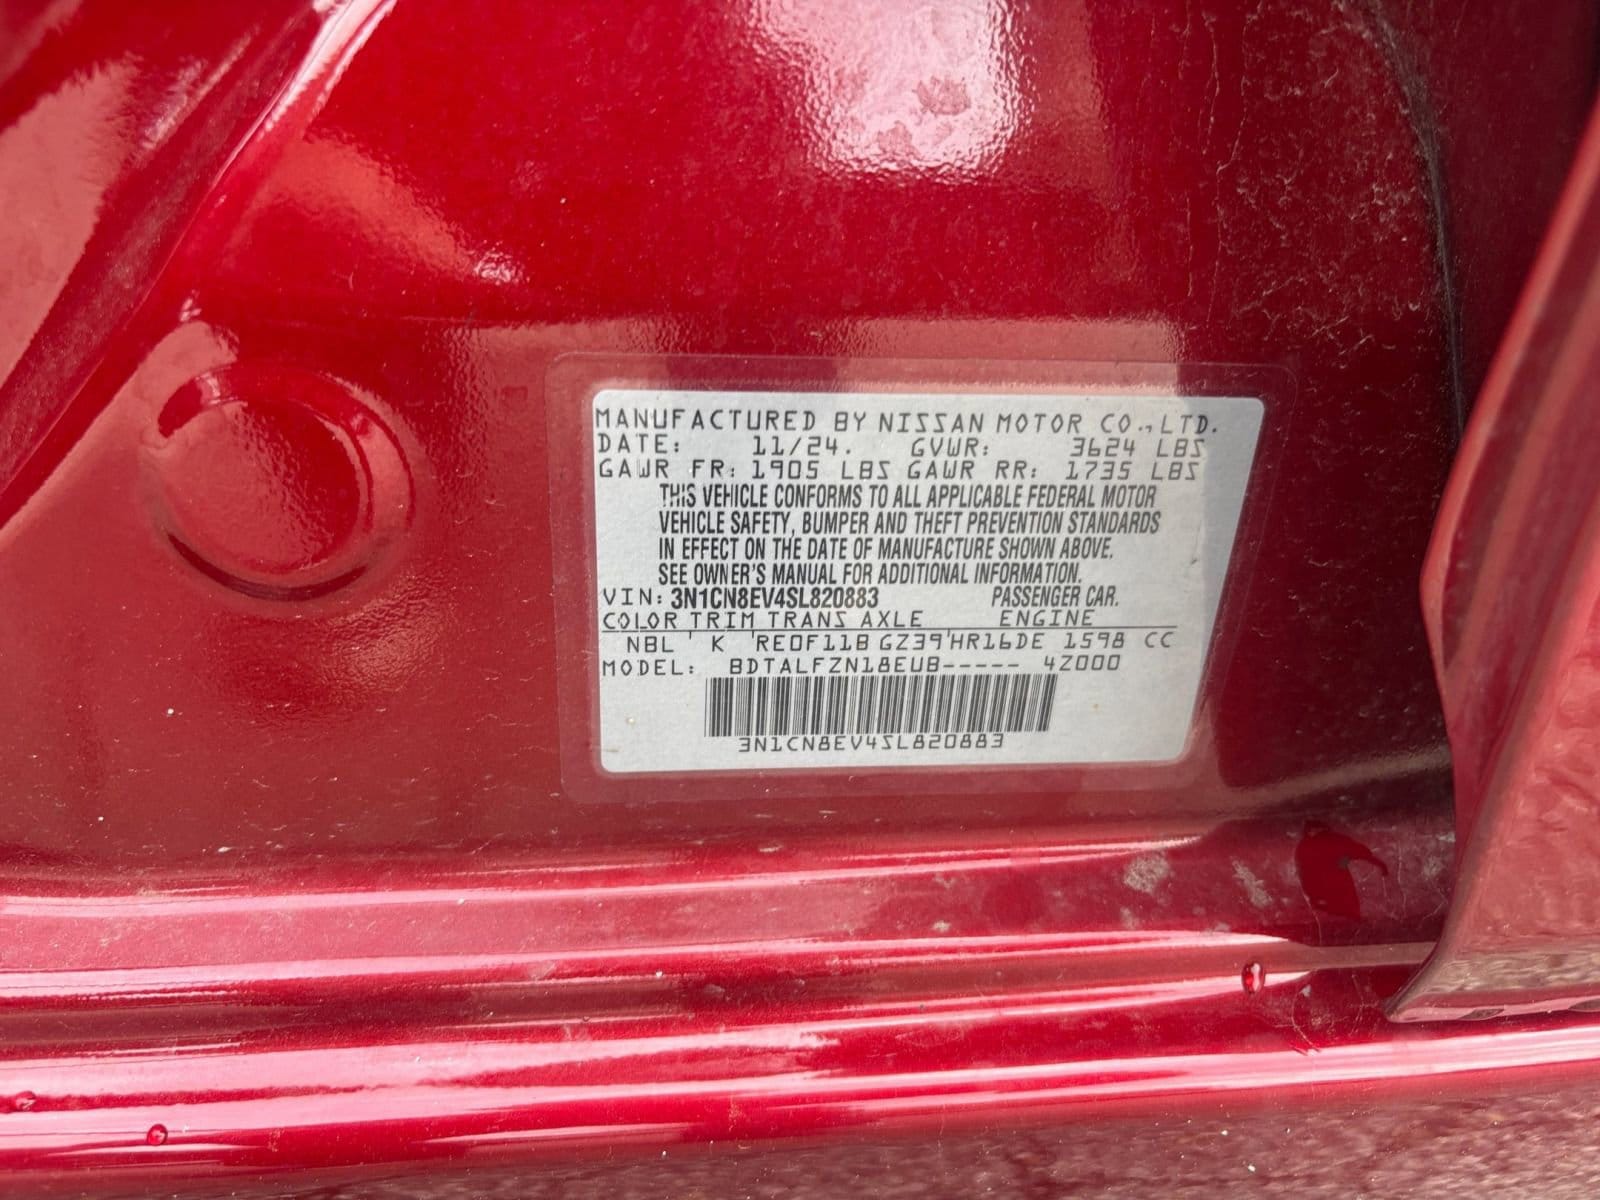 MANUFACTURED BY NISSAN MOTOR CO.,LTD.
DATE: 11/24. GVWR: 3624 LBS
GAWR FR: 1905 LBS GAWR RR: 1735 LBS
THIS VEHICLE CONFORMS TO ALL APPLICABLE FEDERAL MOTOR
VEHICLE SAFETY, BUMPER AND THEFT PREVENTION STANDARDS
IN EFFECT ON THE DATE OF MANUFACTURE SHOWN ABOVE.
SEE OWNER'S MANUAL FOR ADDITIONAL INFORMATION.
VIN: 3N1CN8EV4SL820883 PASSENGER CAR.
COLOR TRIM TRANS AXLE ENGINE
NBL ' K 'RE0F11B GZ39'HR16DE 1598 CC
MODEL: BDTALFZN18EUB----- 4Z000
3N1CN8EV4SL820883